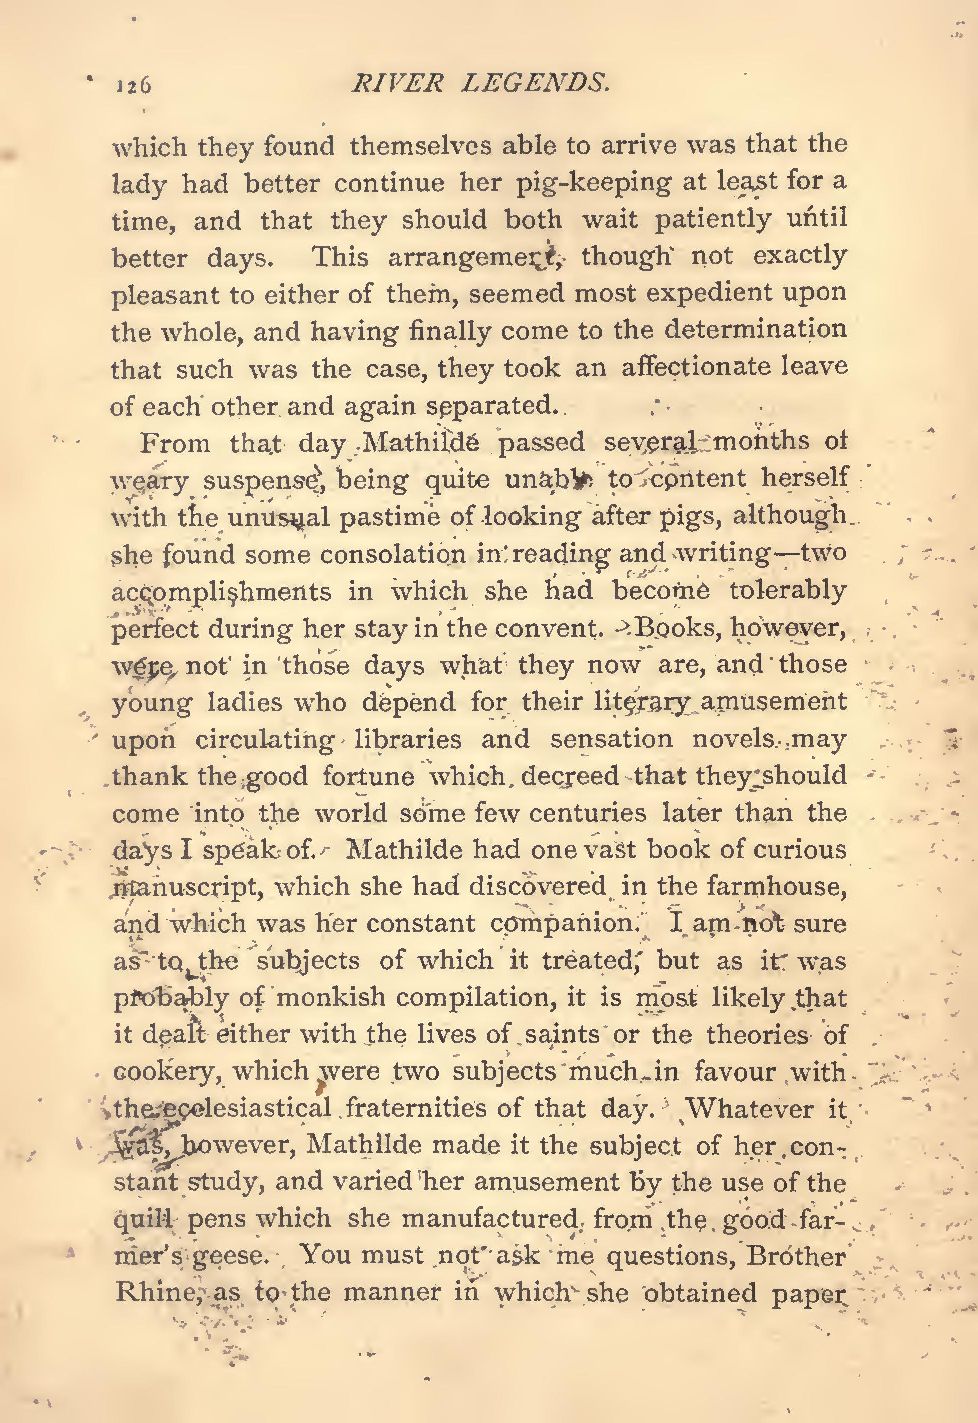 126 RIVER LEGENDS.
which they found themselves able to arrive was that the
lady had better continue her pig-keeping at least for a
time, and that they should both wait patiently until
better days. This arrangement, though not exactly
pleasant to either of them, seemed most expedient upon
the whole, and having finally come to the determination
that such was the case, they took an affectionate leave
of each other and again separated.
From that day Mathilde passed several months of
weary suspense, being quite unable to content herself
with the unusual pastime of looking after pigs, although
she found some consolation in reading and writing—two
accomplishments in which she had become tolerably
perfect during her stay in the convent. Books, however,
were not in those days what they now are, and those
young ladies who depend for their literary amusement
upon circulating libraries and sensation novels may
thank the good fortune which decreed that they should
come into the world some few centuries later than the
days I speak of. Mathilde had one vast book of curious
manuscript, which she had discovered in the farmhouse,
and which was her constant companion. I am not sure
as to the subjects of which it treated, but as it was
probably of monkish compilation, it is most likely that
it dealt either with the lives of saints or the theories of
cookery, which were two subjects much in favour with
the ecclesiastical fraternities of that day. Whatever it
was, however, Mathilde made it the subject of her con-
stant study, and varied her amusement by the use of the
quill pens which she manufactured from the good far-
mer's geese. You must not ask me questions, Brother
Rhine, as to the manner in which she obtained paper